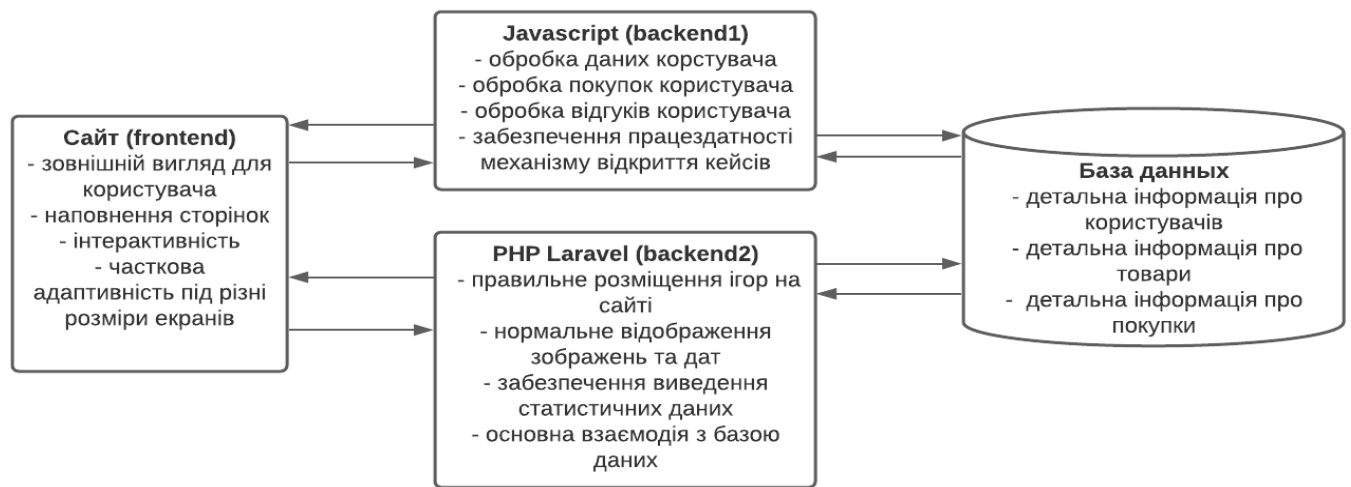 Javascript (backend1)
- обробка даних корстувача
- обробка покупок користувача
- обробка відгуків користувача
- забезпечення працездатності
механізму відкриття кейсів
Сайт (frontend)
- зовнішній вигляд для
користувача
- наповнення сторінок
- інтерактивність
- часткова
адаптивність під різні
розміри екранів
PHP Laravel (backend2)
- правильне розміщення ігор на
сайті
- нормальне відображення
зображень та дат
- забезпечення виведення
статистичних даних
- основна взаємодія з базою
даних
База данных
- детальна інформація про
користувачів
- детальна інформація про
товари
- детальна інформація про
покупки